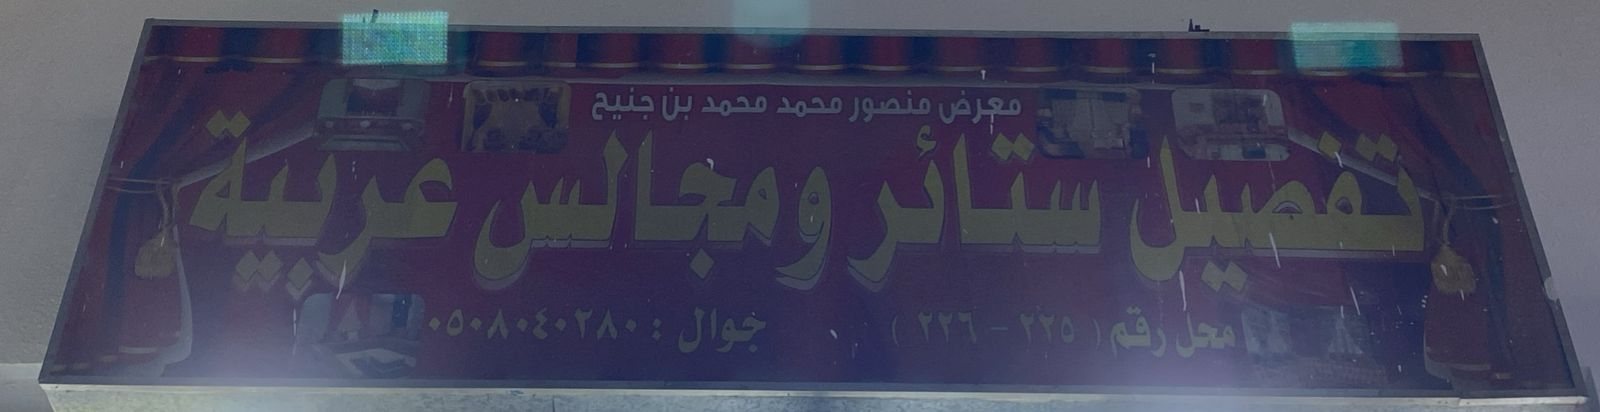 معرض منصور محمد محمد بن جنيح
تفصيل ستائر ومجالس عربية
محل رقم ( ٢٢٥ - ٢٢٦ ) جوال : ٠٥٠٨٠٤٠٢٨٠